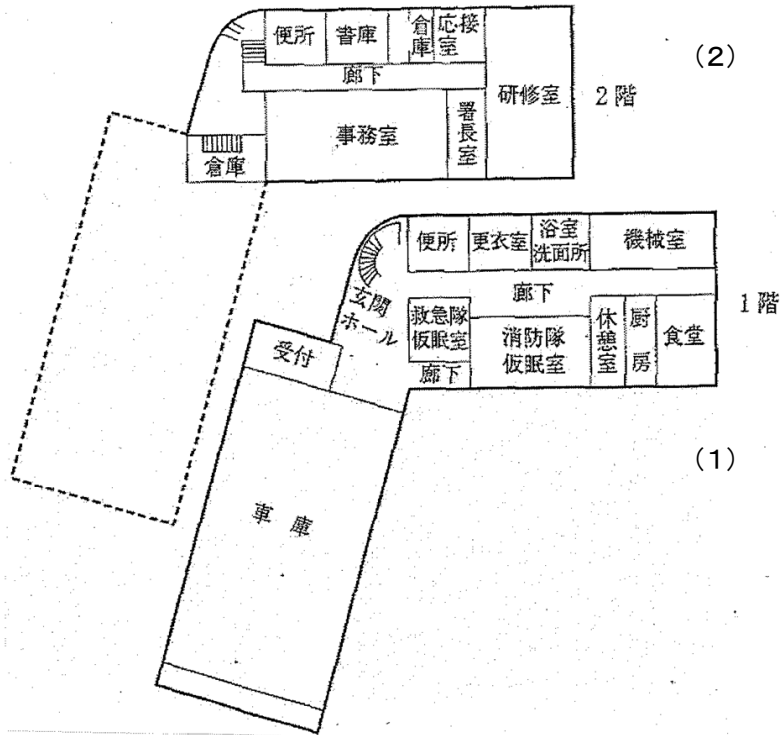 便所
書庫
倉庫
応接室
(2)
廊下
研修室
2階
事務室
署長室
倉庫
便所
更衣室
浴室
洗面所
機械室
廊下
1階
玄関
ホール
救急隊
仮眠室
消防隊
仮眠室
休憩室
厨房
食堂
受付
廊下
(1)
車庫